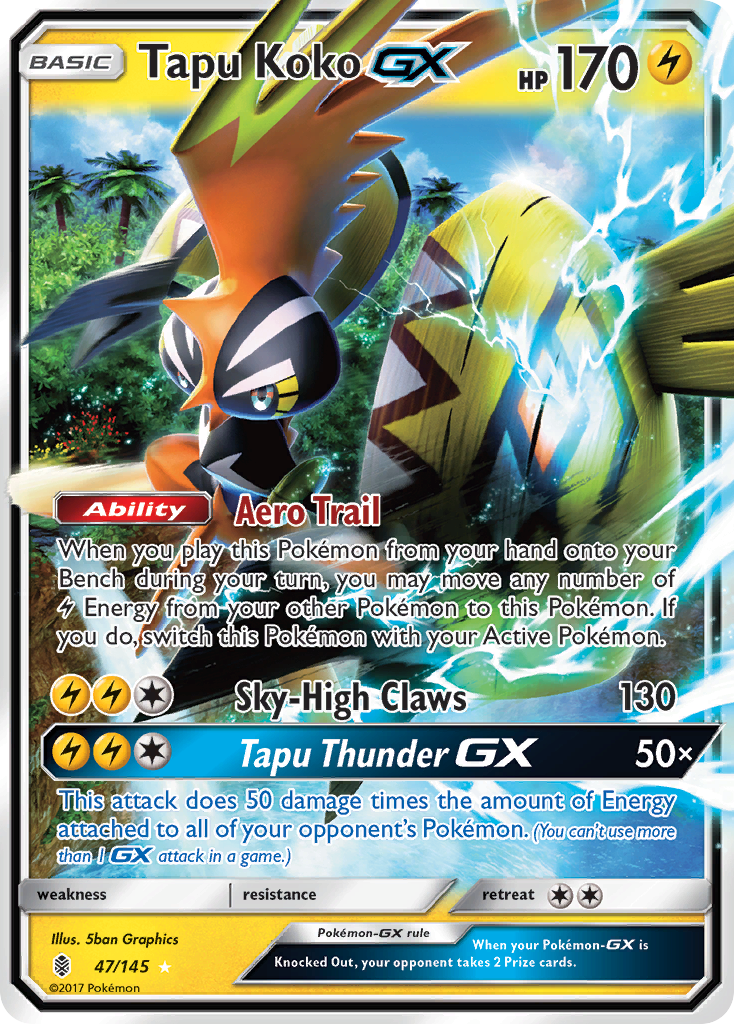 BASIC Tapu Koko GX HP 170
Ability Aero Trail
When you play this Pokémon from your hand onto your
Bench during your turn, you may move any number of
Energy from your other Pokémon to this Pokémon. If
you do, switch this Pokémon with your Active Pokémon.
Sky-High Claws 130
Tapu Thunder GX 50×
This attack does 50 damage times the amount of Energy
attached to all of your opponent's Pokémon. (You can't use more
than 1 GX attack in a game.)
weakness resistance retreat
Illus. 5ban Graphics
47/145
©2017 Pokémon
Pokémon-GX rule
When your Pokémon-GX is
Knocked Out, your opponent takes 2 Prize cards.